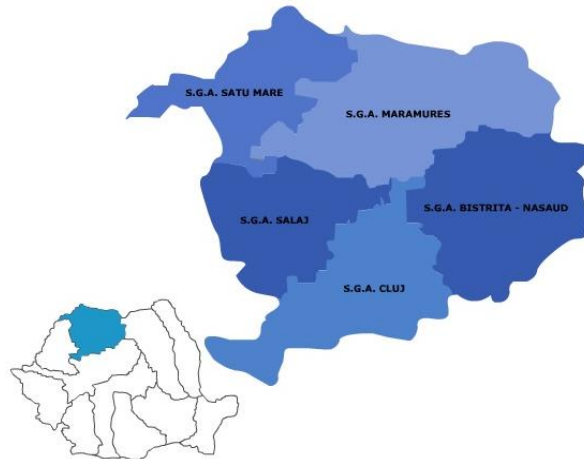 S.G.A. SATU MARE
S.G.A. MARAMURES
S.G.A. BISTRITA - NASAUD
S.G.A. SALAJ
S.G.A. CLUJ